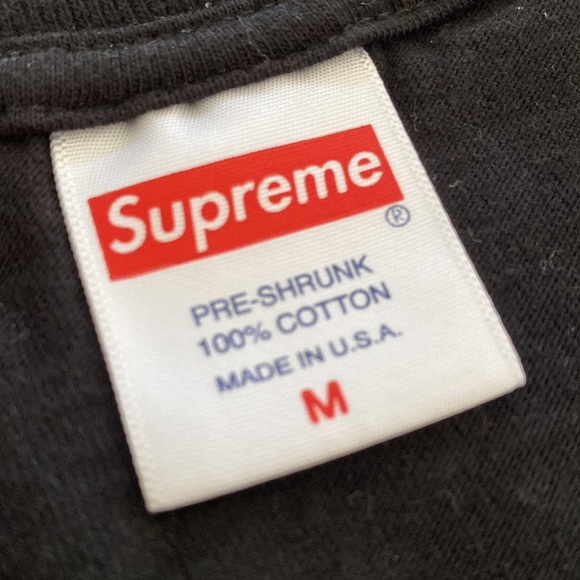 Supreme
®
PRE-SHRUNK
100% COTTON
MADE IN U.S.A.
M